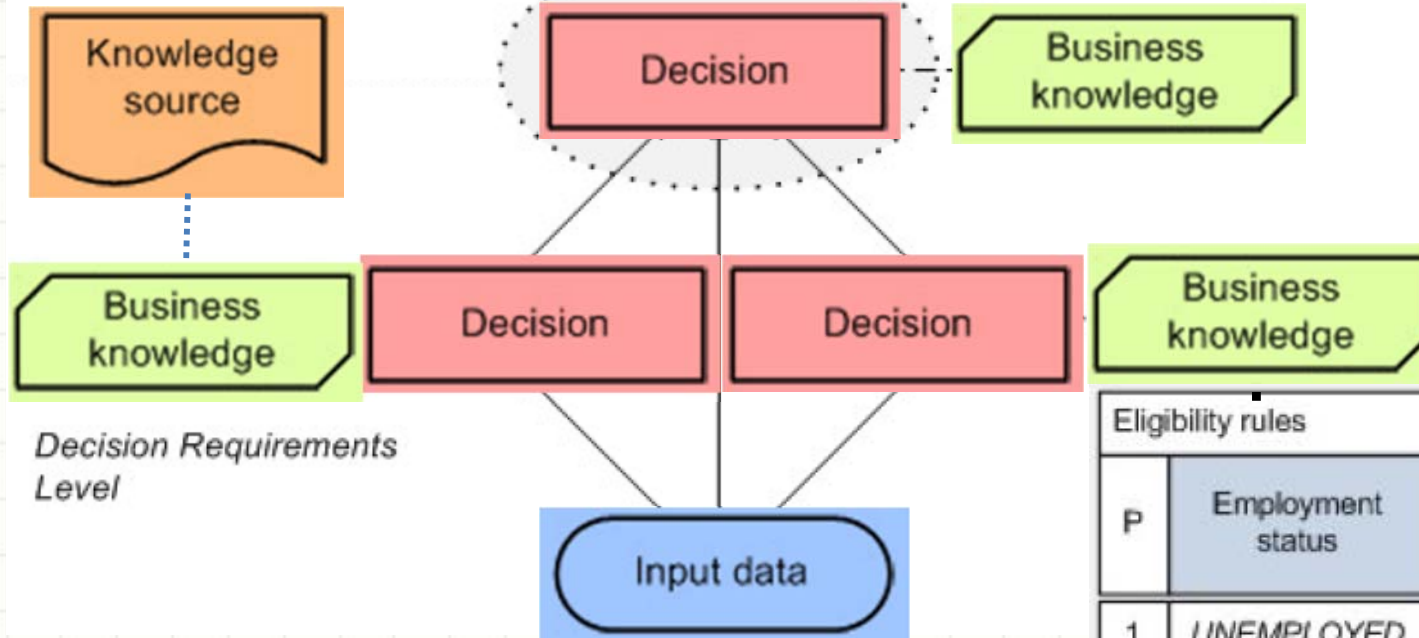 Knowledge
source
Decision
Business
knowledge
Business
knowledge
Decision
Decision
Business
knowledge
Decision Requirements
Level
Input data
Eligibility rules
P
Employment
status
1
UNEMPLOYED